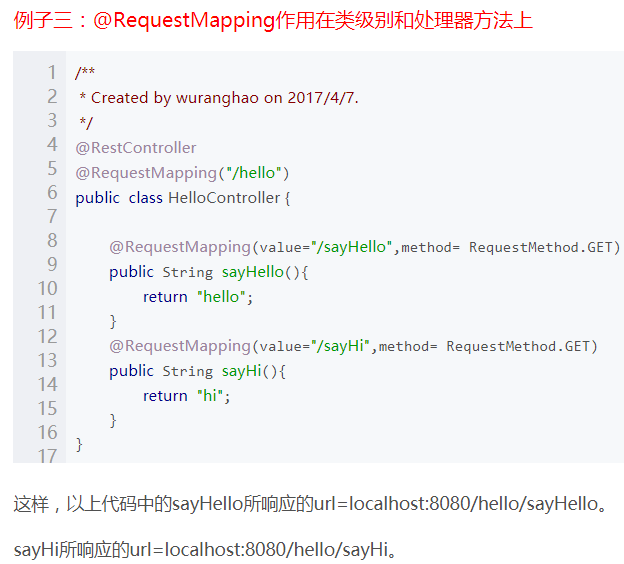 例子三：@RequestMapping作用在类级别和处理器方法上
1 /**
2  * Created by wuranghao on 2017/4/7.
3  */
4 @RestController
5 @RequestMapping("/hello")
6 public class HelloController {
7
8     @RequestMapping(value="/sayHello",method= RequestMethod.GET)
9     public String sayHello(){
10         return "hello";
11     }
12     @RequestMapping(value="/sayHi",method= RequestMethod.GET)
13     public String sayHi(){
14         return "hi";
15     }
16 }
17
这样，以上代码中的sayHello所响应的url=localhost:8080/hello/sayHello。
sayHi所响应的url=localhost:8080/hello/sayHi。